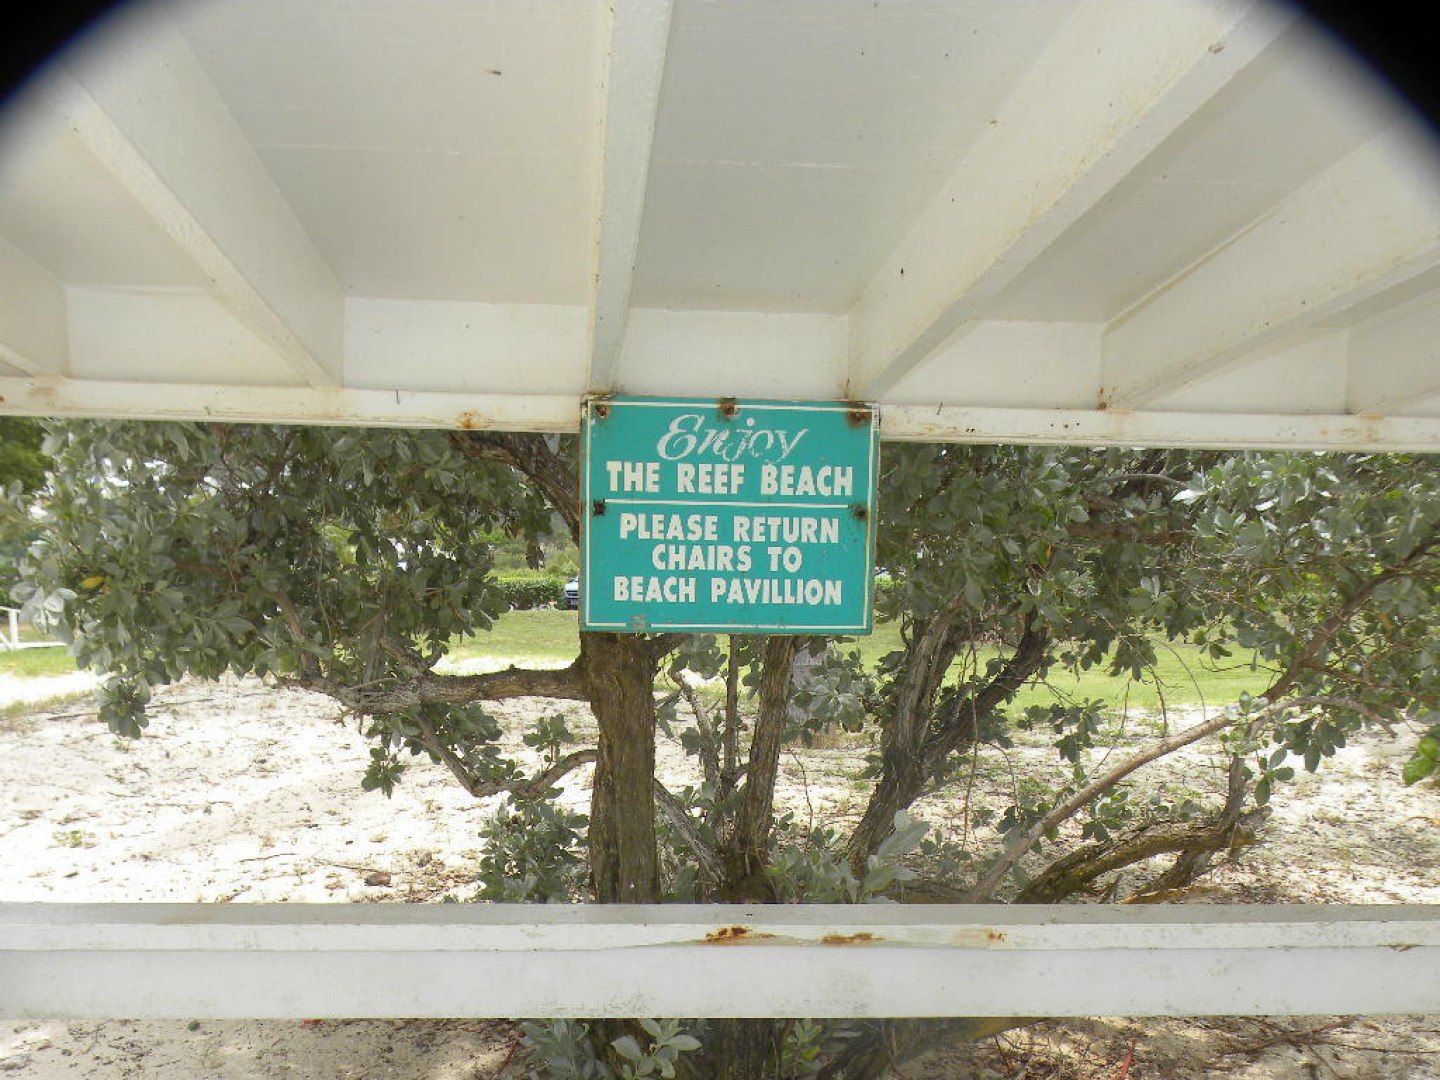 Enjoy
THE REEF BEACH
PLEASE RETURN
CHAIRS TO
BEACH PAVILLION